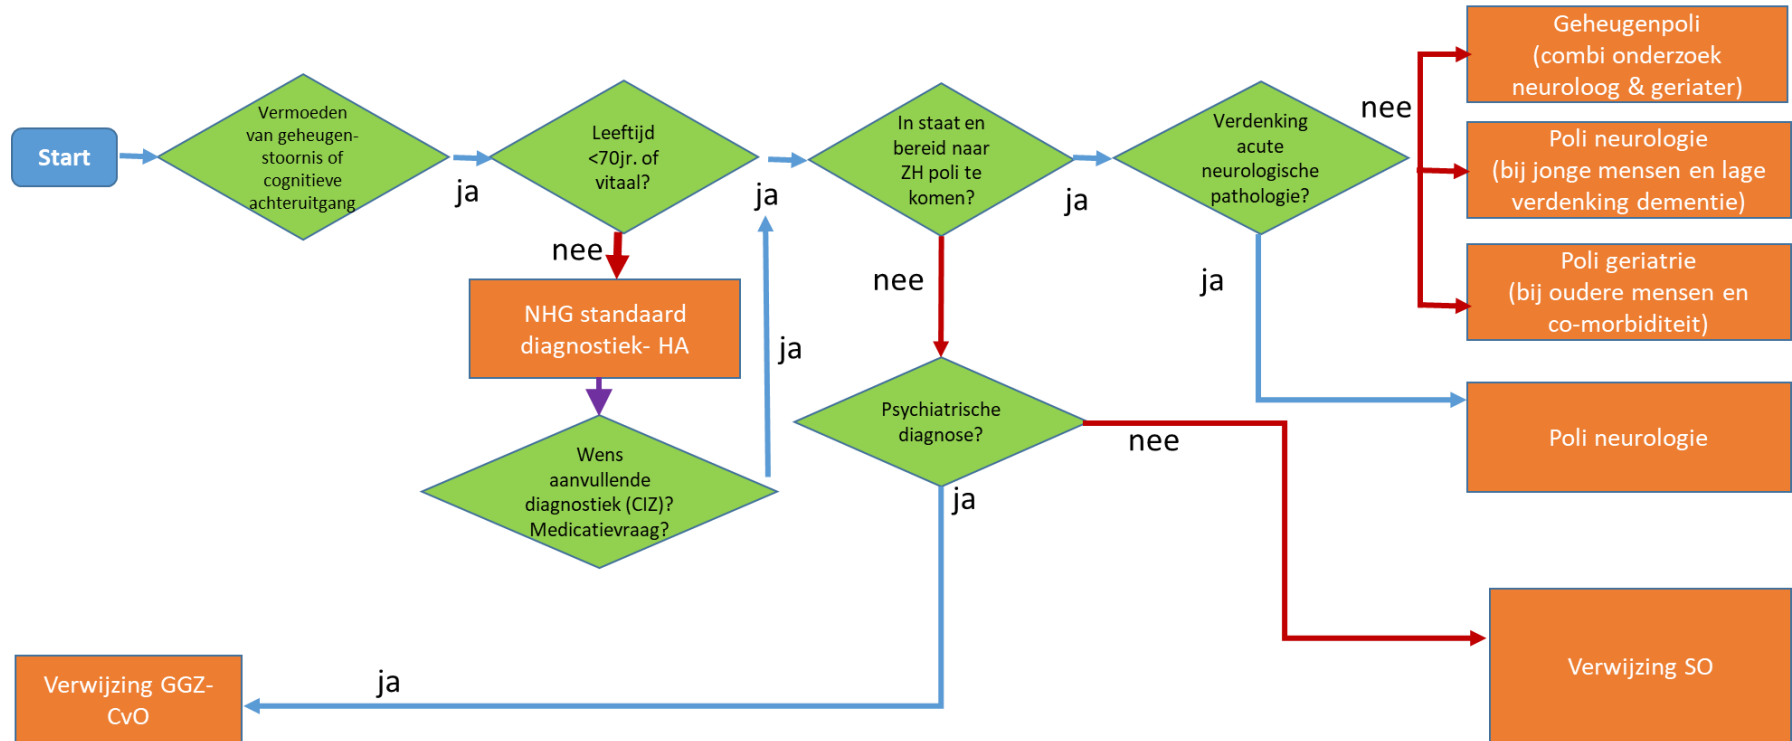 Start
Vermoeden
van geheugen-
stoornis of
cognitieve
achteruitgang
ja
Leeftijd
<70jr. of
vitaal?
ja
nee
NHG standaard
diagnostiek- HA
Wens
aanvullende
diagnostiek (CIZ)?
Medicatievraag?
ja
In staat en
bereid naar
ZH poli te
komen?
ja
nee
Verdenking
acute
neurologische
pathologie?
nee
ja
Geheugenpoli
(combi onderzoek
neuroloog & geriater)
Poli neurologie
(bij jonge mensen en lage
verdenking dementie)
Poli geriatrie
(bij oudere mensen en
co-morbiditeit)
Poli neurologie
Psychiatrische
diagnose?
nee
ja
Verwijzing SO
ja
Verwijzing GGZ-
CvO